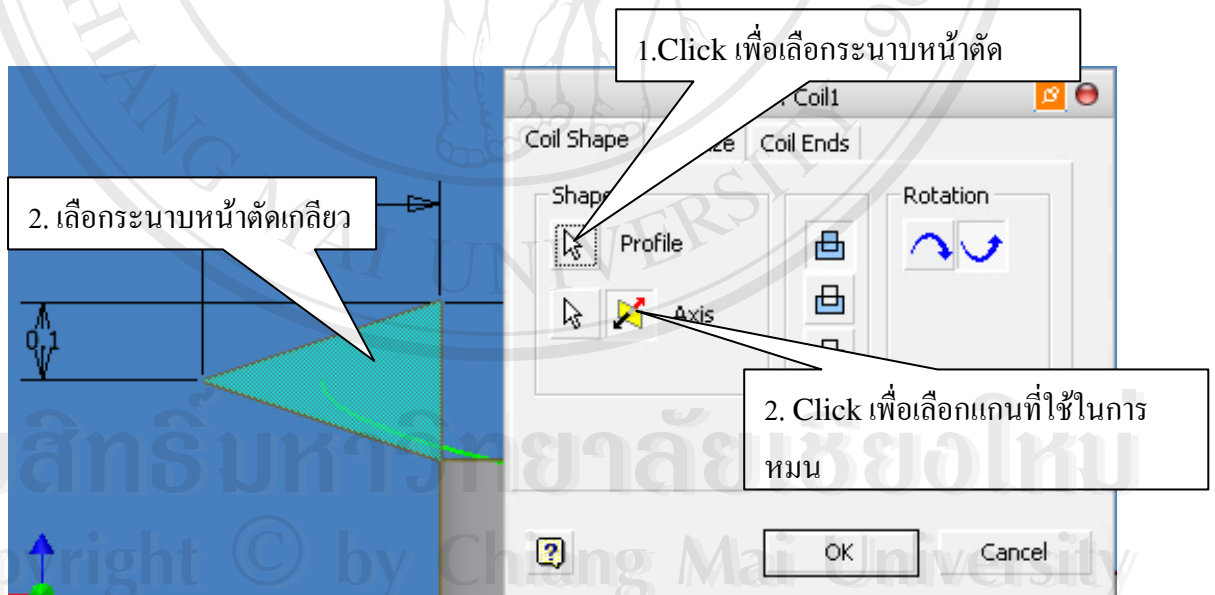 1.Click เพื่อเลือกระนาบหน้าตัด
Coil1
Coil Shape
Coil Ends
2. เลือกระนาบหน้าตัดเกลียว
Shape
Rotation
Profile
Axis
0,1
2. Click เพื่อเลือกแกนที่ใช้ในการ
หมน
OK
Cancel
CHIANG MAI UNIVERSITY
สิทธิ์มหาวิทยาลัยเชียงใหม่
Copyright © by Chiang Mai University